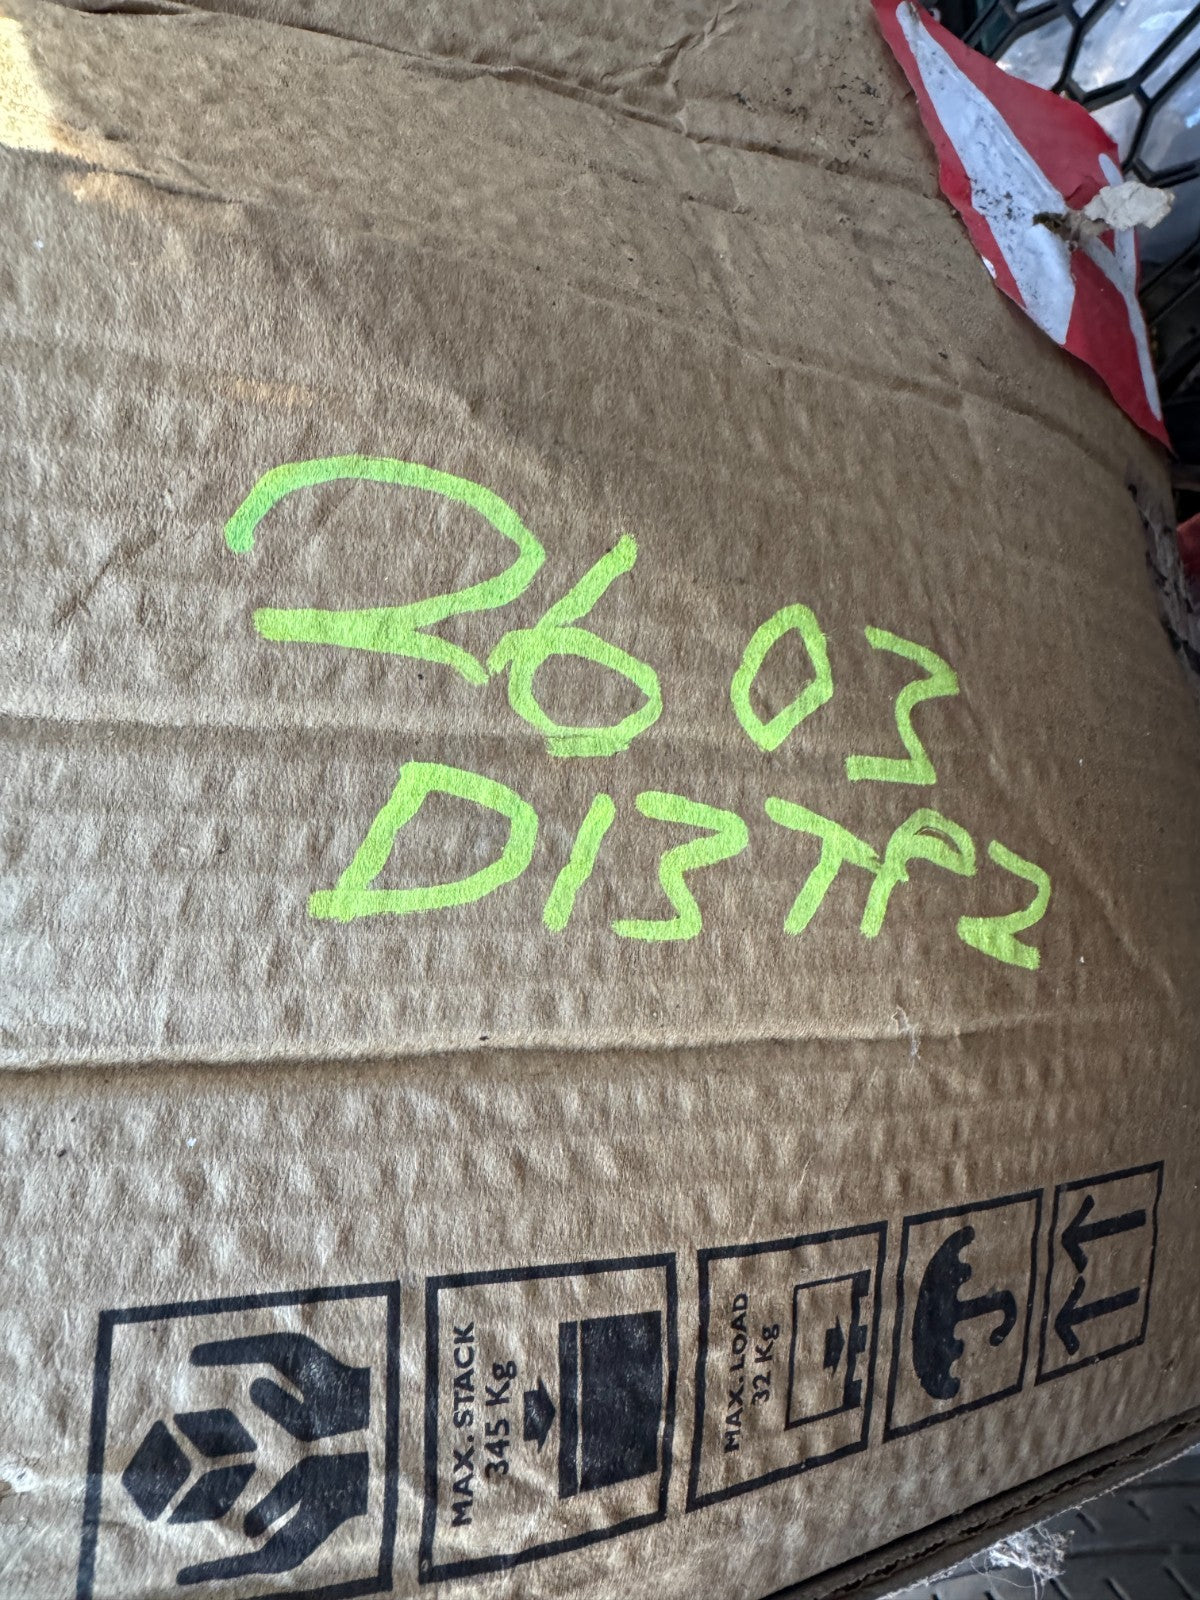 2603
D13TP2
MAX.STACK
345 Kg
MAX.LOAD
32 Kg